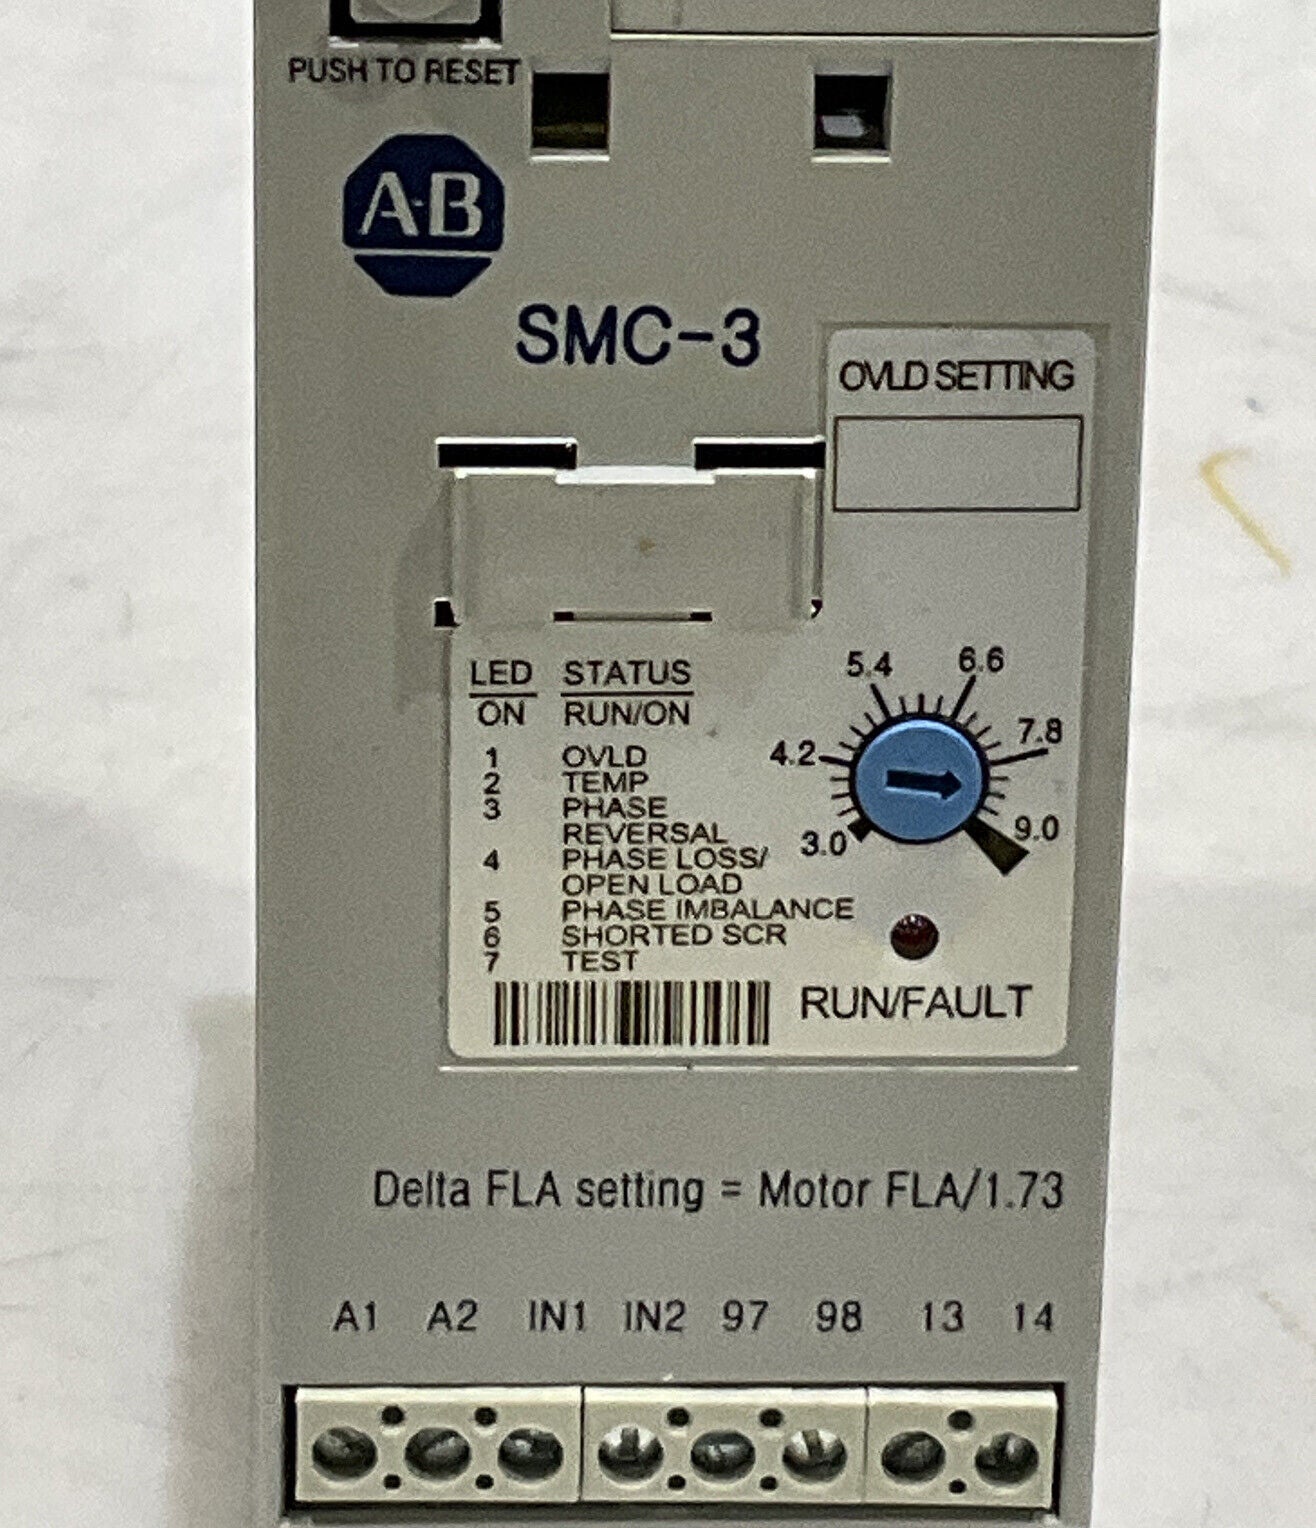 PUSH TO RESET
A-B
SMC-3
OVLD SETTING
LED STATUS
ON RUN/ON
1 OVLD
2 TEMP
3 PHASE
REVERSAL
4 PHASE LOSS/
OPEN LOAD
5 PHASE IMBALANCE
6 SHORTED SCR
7 TEST
3.0
4.2
5.4
6.6
7.8
9.0
RUN/FAULT
Delta FLA setting = Motor FLA/1.73
A1 A2 IN1 IN2 97 98 13 14